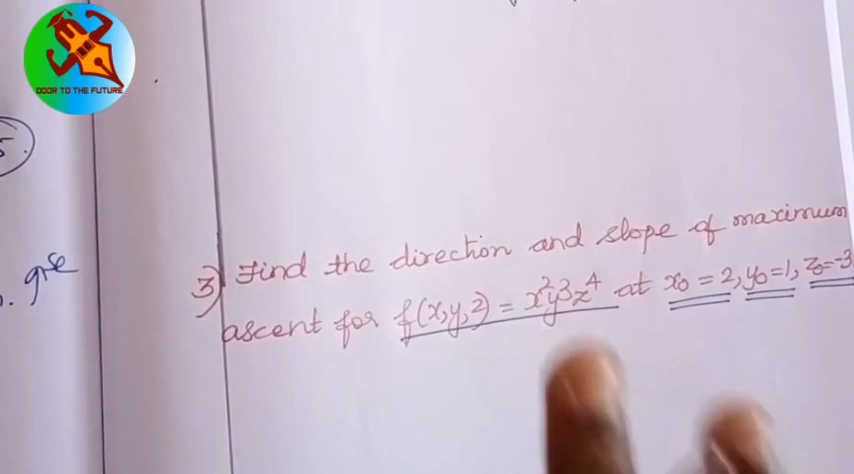 DOOR TO THE FUTURE
3) Find the direction and slope of maximum
ascent for f(x,y,z) = x²y³z⁴ at x₀ = 2, y₀ = 1, z₀ = -3